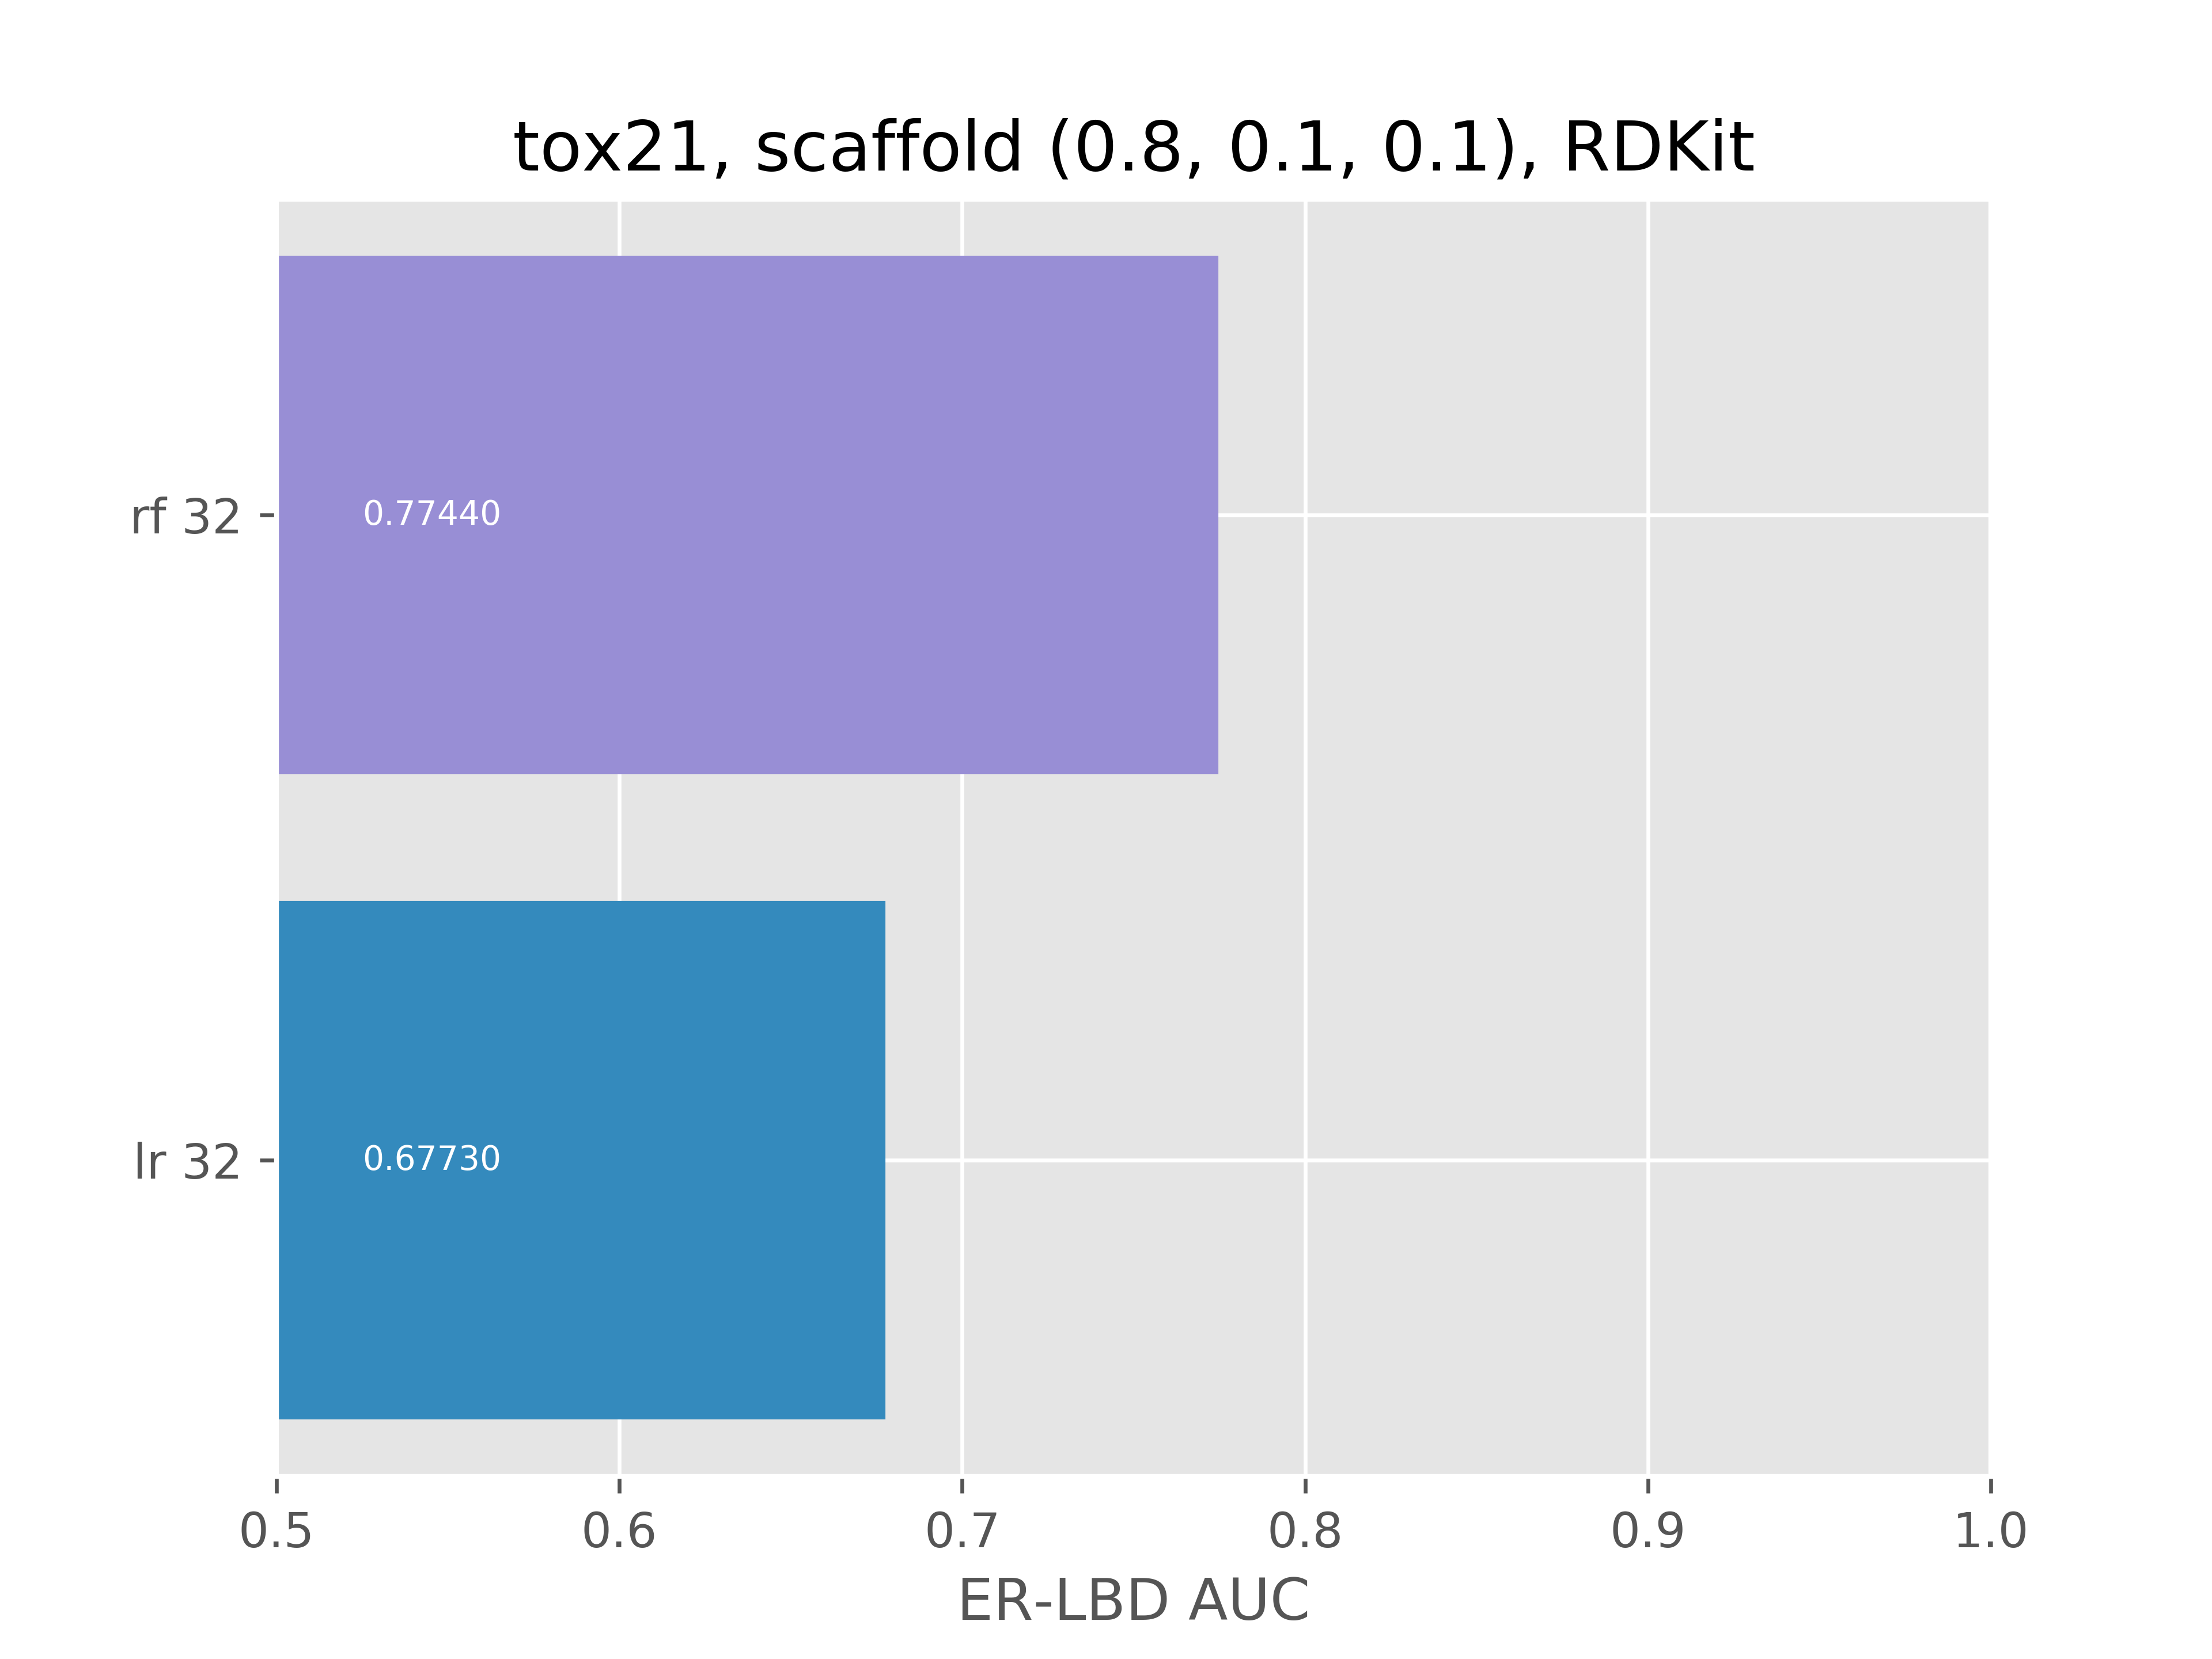 tox21, scaffold (0.8, 0.1, 0.1), RDKit
rf 32
0.77440
lr 32
0.67730
0.5 0.6 0.7 0.8 0.9 1.0
ER-LBD AUC